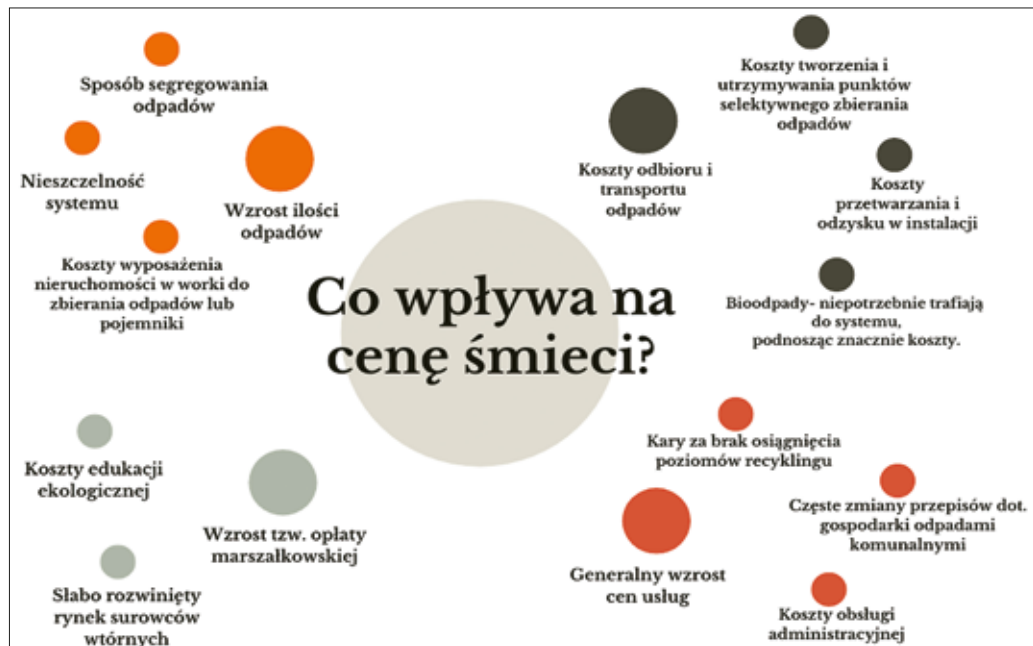 Sposób segregowania
odpadów
Nieszczelność
systemu
Wzrost ilości
odpadów
Koszty wyposażenia
nieruchomości w worki do
zbierania odpadów lub
pojemniki
Koszty tworzenia i
utrzymywania punktów
selektywnego zbierania
odpadów
Koszty odbioru i
transportu
odpadów
Koszty
przetwarzania i
odzysku w instalacji
Bioodpady- niepotrzebnie trafiają
do systemu,
podnosząc znacznie koszty.
Co wpływa na
cenę śmieci?
Koszty edukacji
ekologicznej
Wzrost tzw. opłaty
marszałkowskiej
Słabo rozwinięty
rynek surowców
wtórnych
Kary za brak osiągnięcia
poziomów recyklingu
Częste zmiany przepisów dot.
gospodarki odpadami
komunalnymi
Generalny wzrost
cen usług
Koszty obsługi
administracyjnej